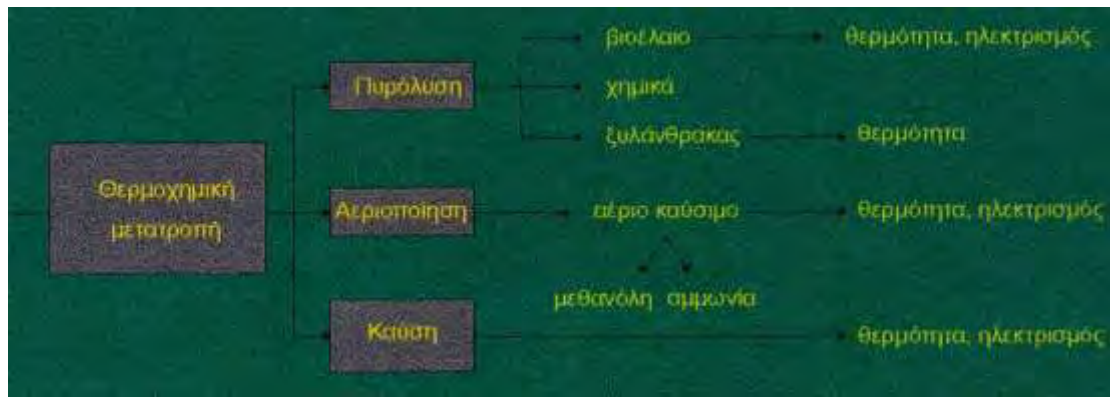 βιοέλαιο θερμότητα, ηλεκτρισμός
Πυρόλυση χημικά
ξυλάνθρακας θερμότητα
Θερμοχημική
μετατροπή
Αεριοποίηση αέριο καύσιμο θερμότητα, ηλεκτρισμός
μεθανόλη αμμωνία
Καύση θερμότητα, ηλεκτρισμός